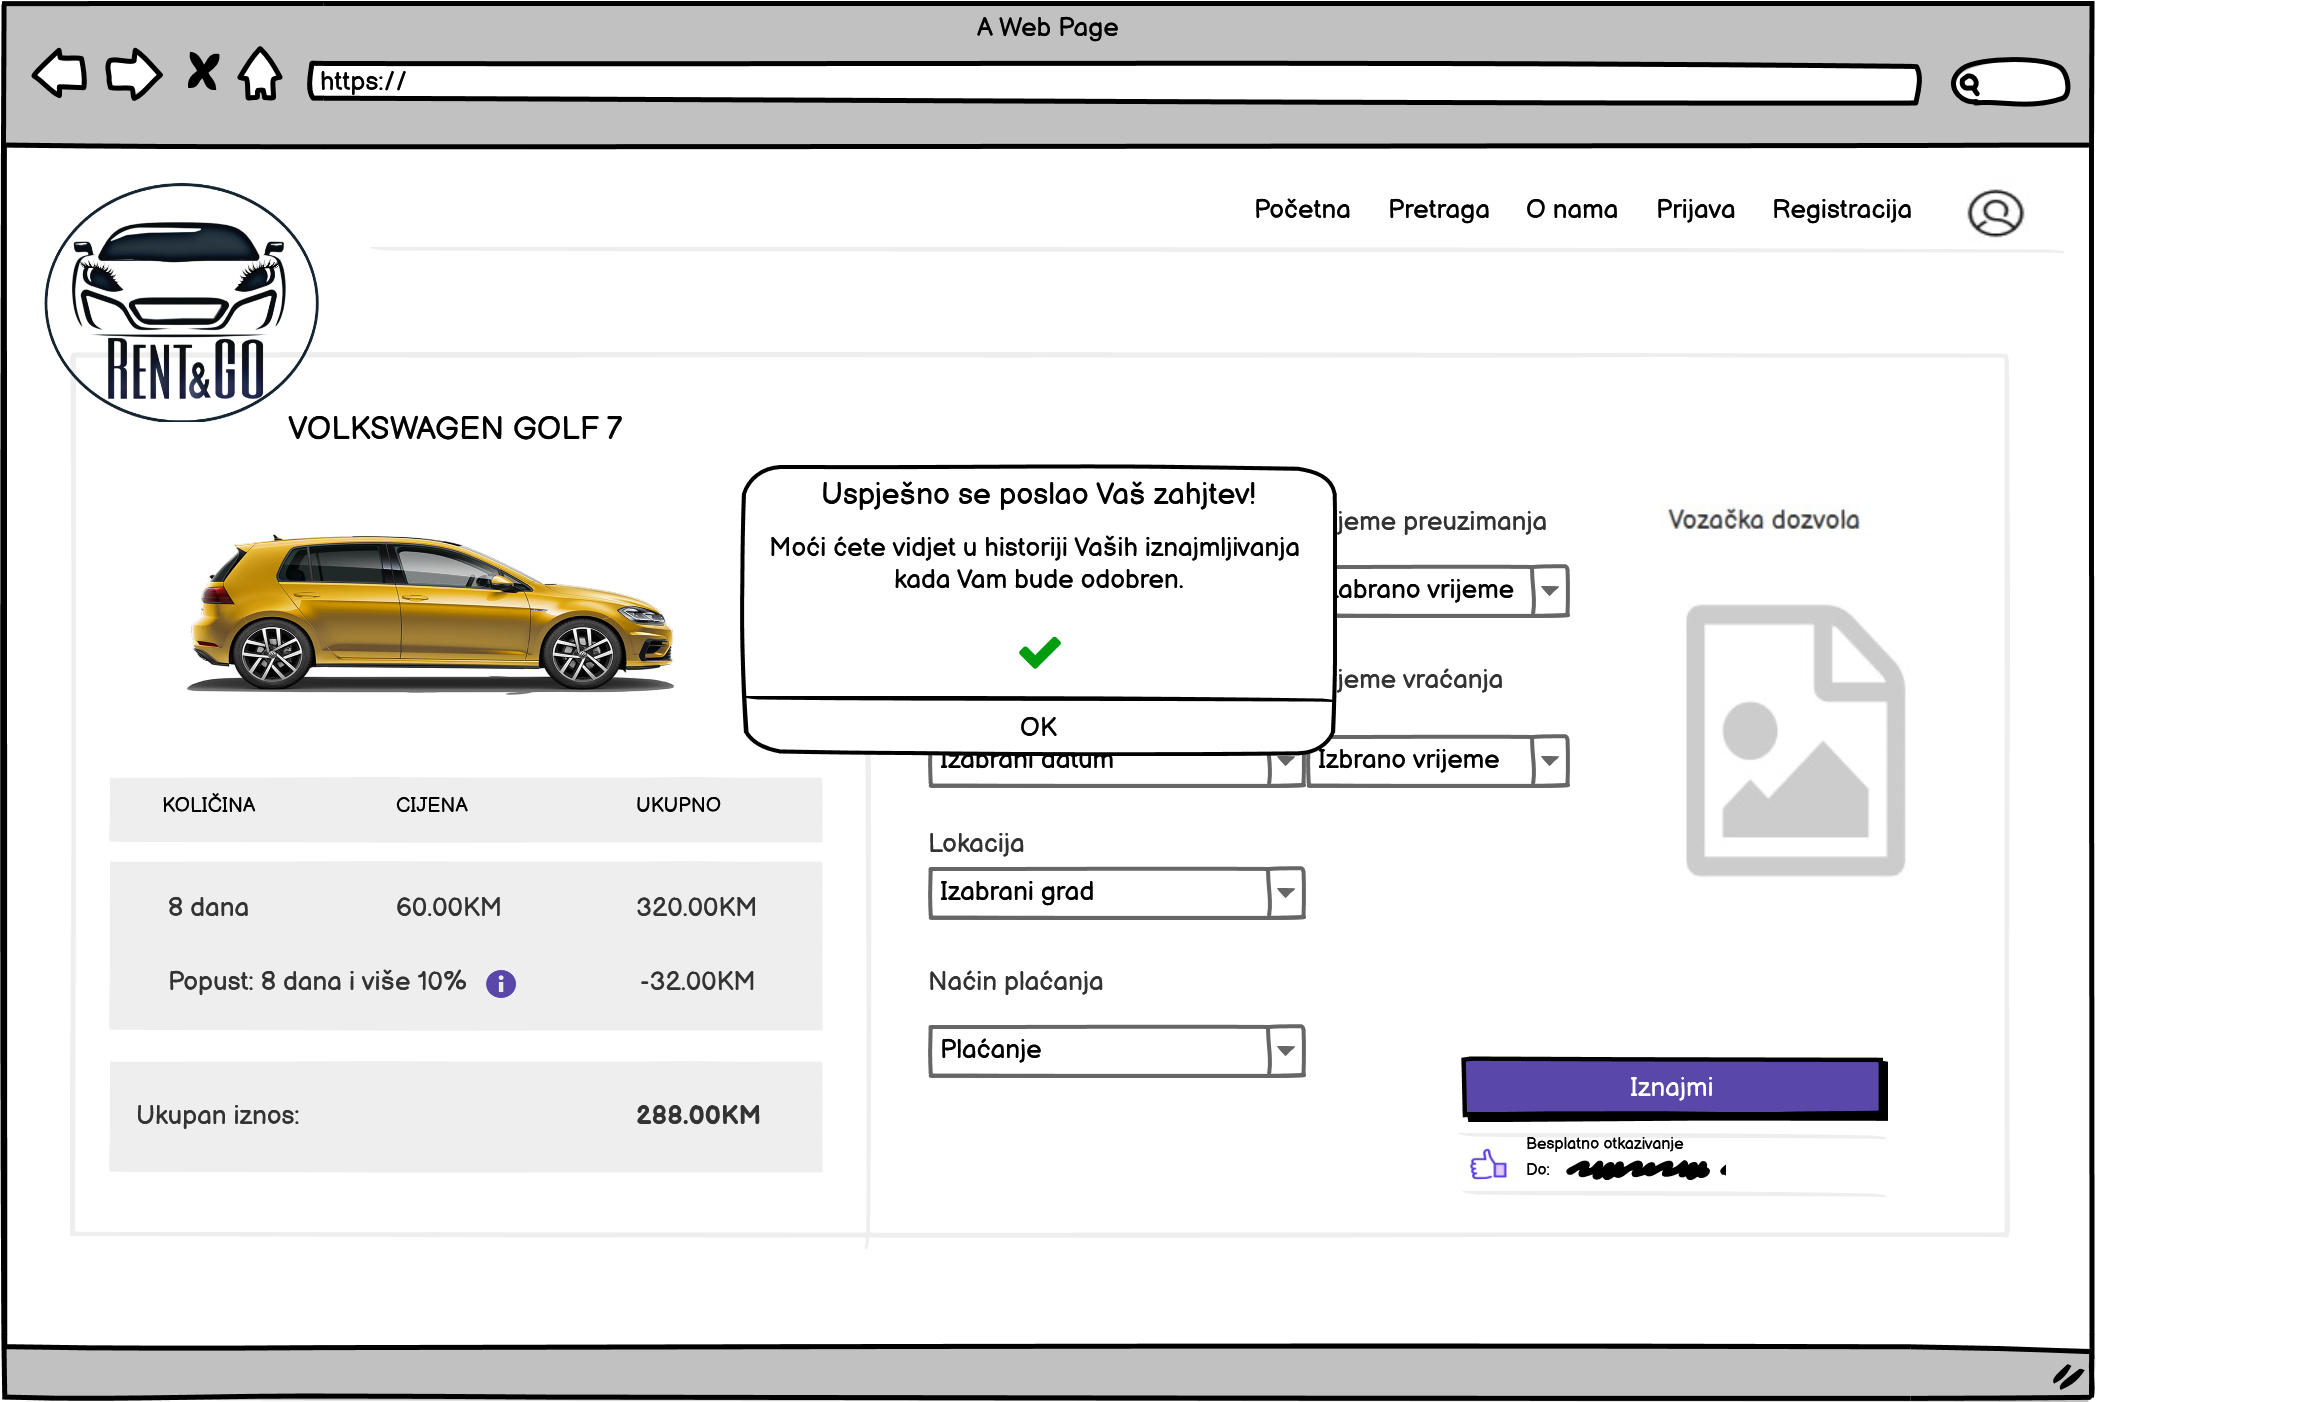 A Web Page
https://
Početna Pretraga O nama Prijava Registracija
RENT&GO
VOLKSWAGEN GOLF 7
Uspješno se poslao Vaš zahjtev!
Moći ćete vidjet u historiji Vaših iznajmljivanja
kada Vam bude odobren.
OK
jeme preuzimanja
abrano vrijeme
jeme vraćanja
Izabrani datum
Izbrano vrijeme
Vozačka dozvola
KOLIČINA CIJENA UKUPNO
8 dana 60.00KM 320.00KM
Popust: 8 dana i više 10% -32.00KM
Ukupan iznos: 288.00KM
Lokacija
Izabrani grad
Naćin plaćanja
Plaćanje
Iznajmi
Besplatno otkazivanje
Do: